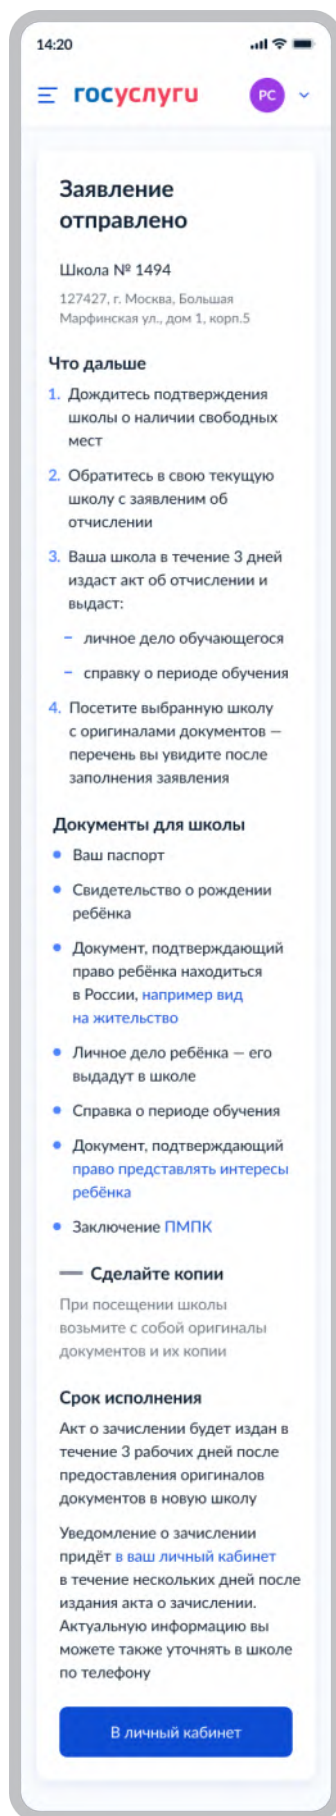 14:20
госуслуги
РС
Заявление
отправлено
Школа № 1494
127427, г. Москва, Большая
Марфинская ул., дом 1, корп.5
Что дальше
1. Дождитесь подтверждения
школы о наличии свободных
мест
2. Обратитесь в свою текущую
школу с заявленим об
отчислении
3. Ваша школа в течение 3 дней
издаст акт об отчислении и
выдаст:
– личное дело обучающегося
– справку о периоде обучения
4. Посетите выбранную школу
с оригиналами документов —
перечень вы увидите после
заполнения заявления
Документы для школы
• Ваш паспорт
• Свидетельство о рождении
ребёнка
• Документ, подтверждающий
право ребёнка находиться
в России, например вид
на жительство
• Личное дело ребёнка — его
выдадут в школе
• Справка о периоде обучения
• Документ, подтверждающий
право представлять интересы
ребёнка
• Заключение ПМПК
— Сделайте копии
При посещении школы
возьмите с собой оригиналы
документов и их копии
Срок исполнения
Акт о зачислении будет издан в
течение 3 рабочих дней после
предоставления оригиналов
документов в новую школу
Уведомление о зачислении
придёт в ваш личный кабинет
в течение нескольких дней после
издания акта о зачислении.
Актуальную информацию вы
можете также уточнять в школе
по телефону
В личный кабинет